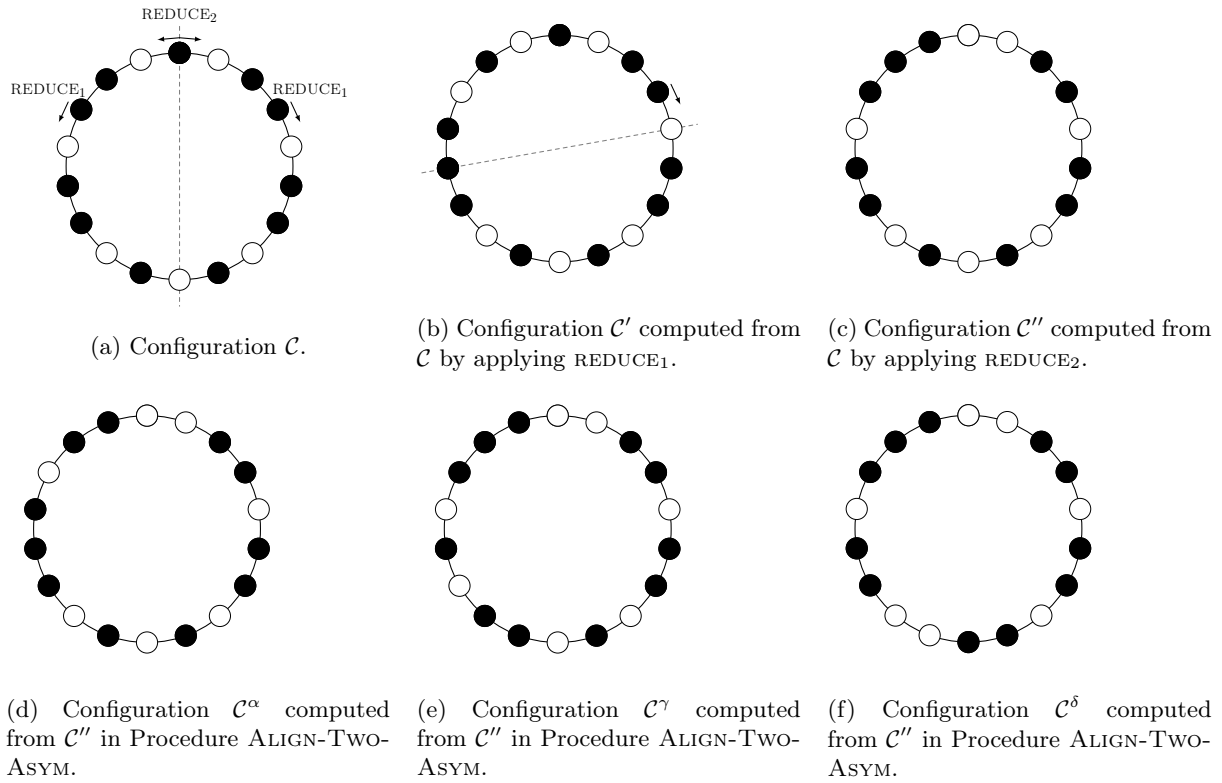 REDUCE₂
REDUCE₁ REDUCE₁
(a) Configuration 𝒞.
(b) Configuration 𝒞′ computed from
𝒞 by applying REDUCE₁.
(c) Configuration 𝒞′′ computed from
𝒞 by applying REDUCE₂.
(d) Configuration 𝒞^α computed
from 𝒞′′ in Procedure ALIGN-TWO-
ASYM.
(e) Configuration 𝒞^γ computed
from 𝒞′′ in Procedure ALIGN-TWO-
ASYM.
(f) Configuration 𝒞^δ computed
from 𝒞′′ in Procedure ALIGN-TWO-
ASYM.